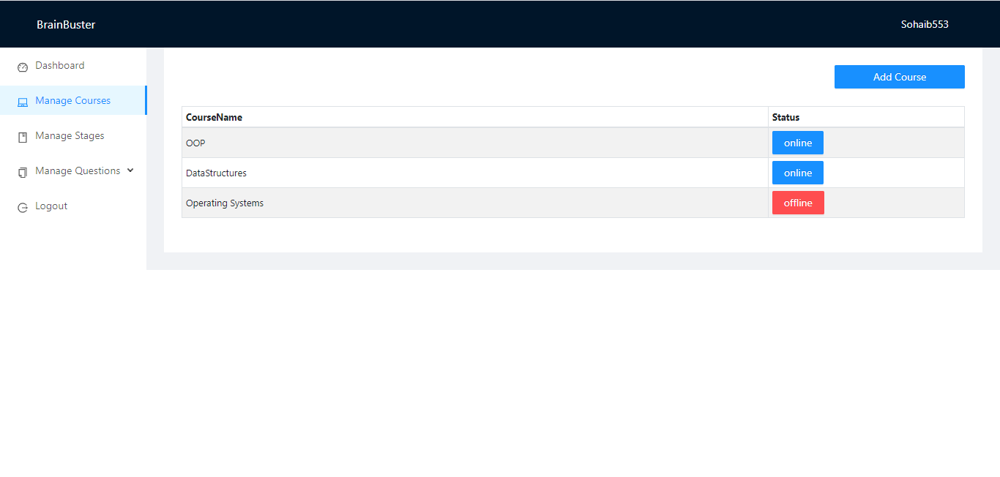 BrainBuster
Sohaib553
Dashboard
Manage Courses
Manage Stages
Manage Questions
Logout
Add Course
CourseName Status
OOP online
DataStructures online
Operating Systems offline